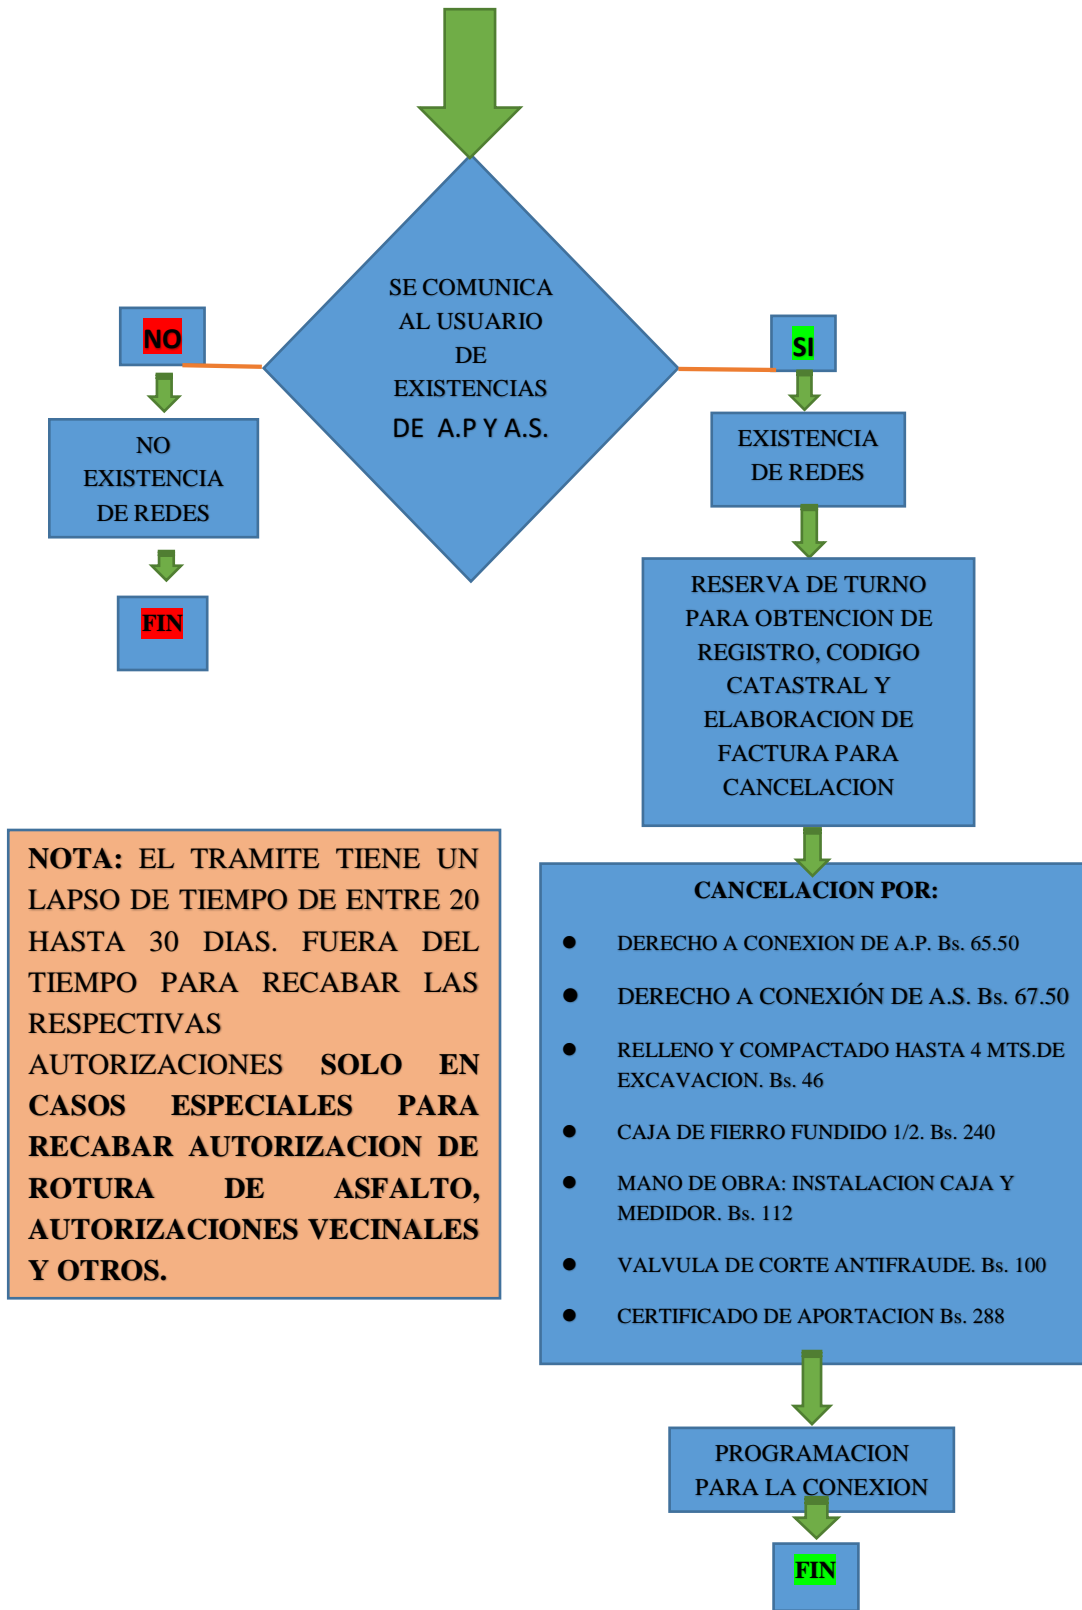 SE COMUNICA
AL USUARIO
DE
EXISTENCIAS
DE A.P Y A.S.
NO
NO
EXISTENCIA
DE REDES
FIN
SI
EXISTENCIA
DE REDES
RESERVA DE TURNO
PARA OBTENCION DE
REGISTRO, CODIGO
CATASTRAL Y
ELABORACION DE
FACTURA PARA
CANCELACION
NOTA: EL TRAMITE TIENE UN
LAPSO DE TIEMPO DE ENTRE 20
HASTA 30 DIAS. FUERA DEL
TIEMPO PARA RECABAR LAS
RESPECTIVAS
AUTORIZACIONES SOLO EN
CASOS ESPECIALES PARA
RECABAR AUTORIZACION DE
ROTURA DE ASFALTO,
AUTORIZACIONES VECINALES
Y OTROS.
CANCELACION POR:
● DERECHO A CONEXION DE A.P. Bs. 65.50
● DERECHO A CONEXIÓN DE A.S. Bs. 67.50
● RELLENO Y COMPACTADO HASTA 4 MTS.DE
EXCAVACION. Bs. 46
● CAJA DE FIERRO FUNDIDO 1/2. Bs. 240
● MANO DE OBRA: INSTALACION CAJA Y
MEDIDOR. Bs. 112
● VALVULA DE CORTE ANTIFRAUDE. Bs. 100
● CERTIFICADO DE APORTACION Bs. 288
PROGRAMACION
PARA LA CONEXION
FIN